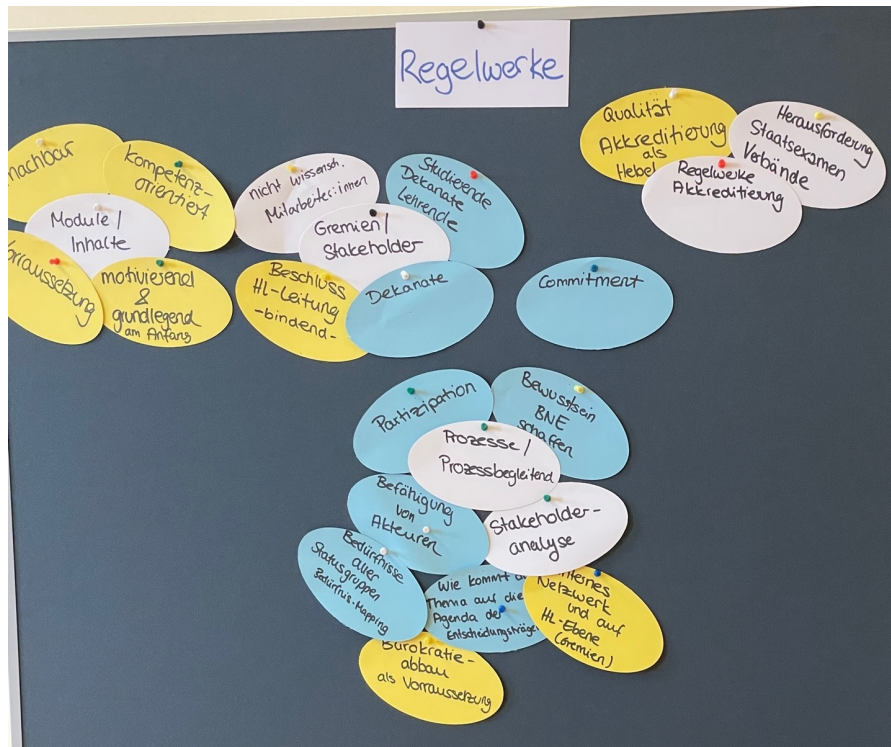 Regelwerke
machbar
kompetenz-
orientiert
Module /
Inhalte
Vorraussetzung
motivierend
&
grundlegend
am Anfang
nicht wissensch.
Mitarbeiter:innen
Studierende
Dekanate
Lehrende
Gremien /
Stakeholder
Beschluss
HL-Leitung
-bindend-
Dekanate
Commitment
Qualität
Akkreditierung
als
Hebel
Herausforderung
Staatsexamen
Verbände
Regelwerke
Akkreditierung
Partizipation
Bewusstsein
BNE
schaffen
Prozesse /
Prozessbegleitend
Befähigung
von
Akteuren
Stakeholder-
analyse
Bedürfnisse
aller
Statusgruppen
Bedürfnis-Mapping
Wie kommt
Thema auf die
Agenda der
Entscheidungsträger
Netzwerk
und auf
HL-Ebene
(Gremien)
Bürokratie-
abbau
als Vorraussetzung